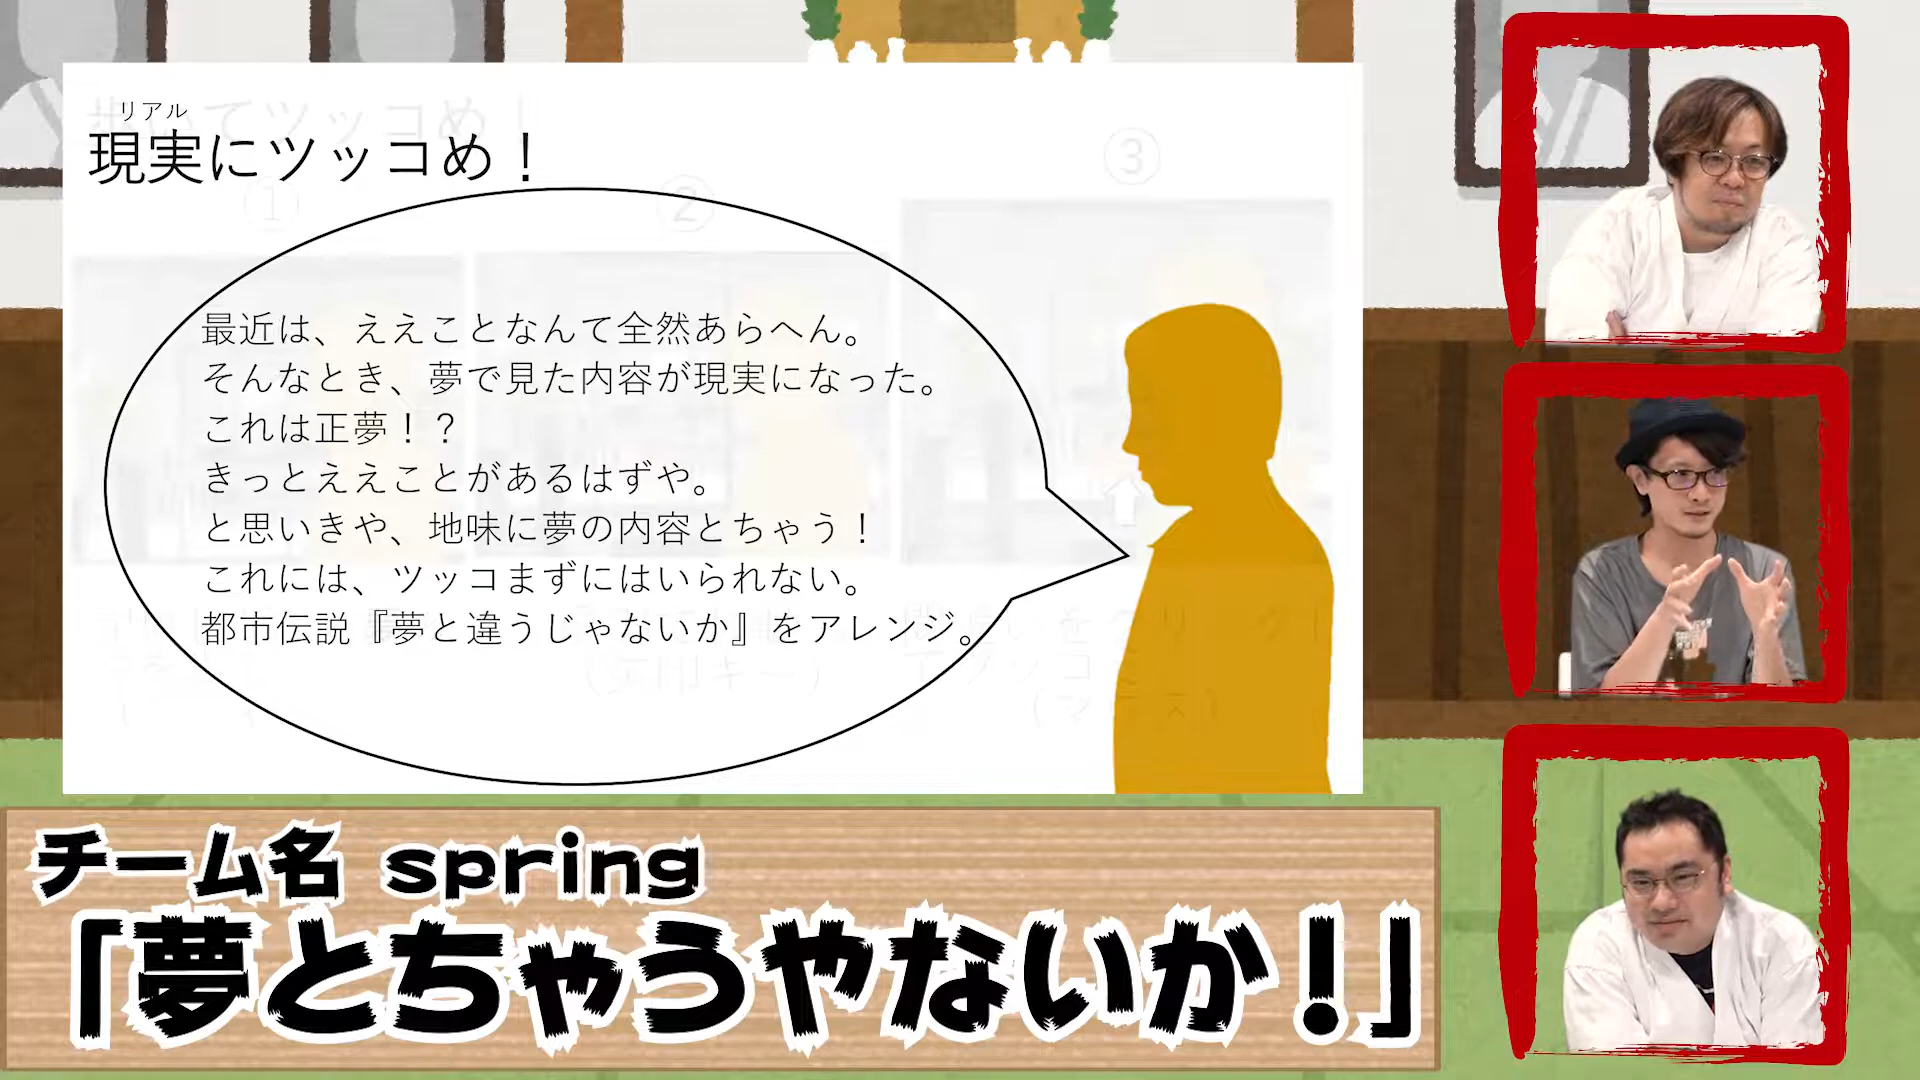 リアル
現実にツッコめ！
最近は、ええことなんて全然あらへん。
そんなとき、夢で見た内容が現実になった。
これは正夢！？
きっとええことがあるはずや。
と思いきや、地味に夢の内容とちゃう！
これには、ツッコまずにはいられない。
都市伝説『夢と違うじゃないか』をアレンジ。
①
②
③
チーム名 spring
「夢とちゃうやないか！」